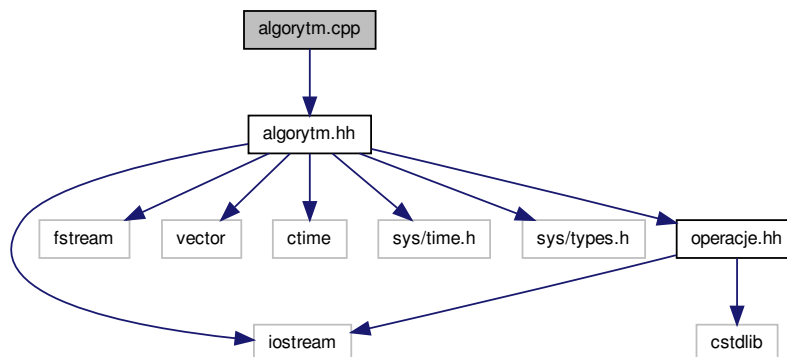 algorytm.cpp
algorytm.hh
fstream
vector
ctime
sys/time.h
sys/types.h
operacje.hh
iostream
cstdlib